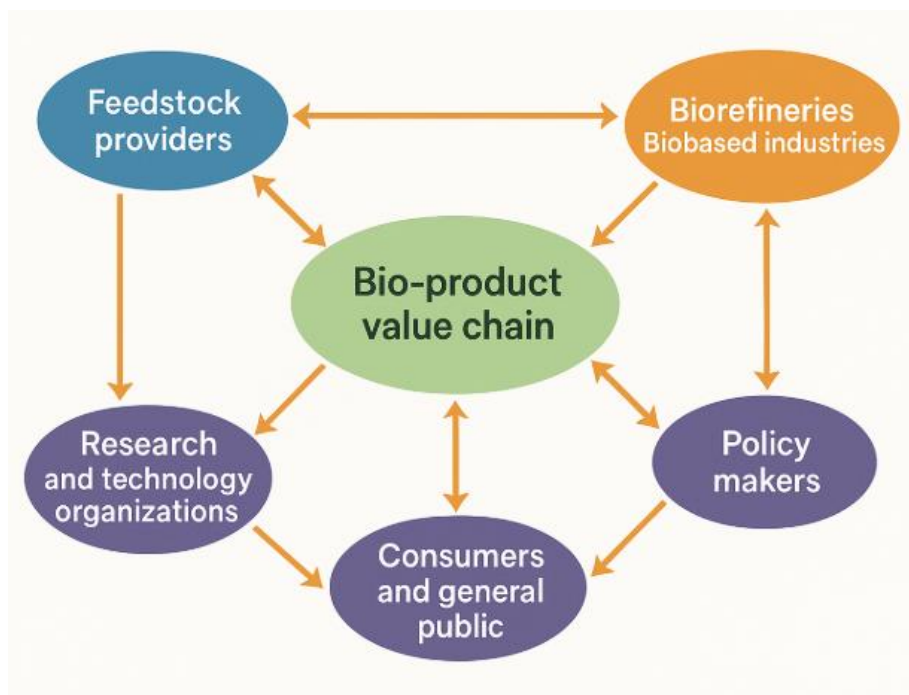 Feedstock
providers
Biorefineries
Biobased industries
Bio-product
value chain
Research
and technology
organizations
Policy
makers
Consumers
and general
public